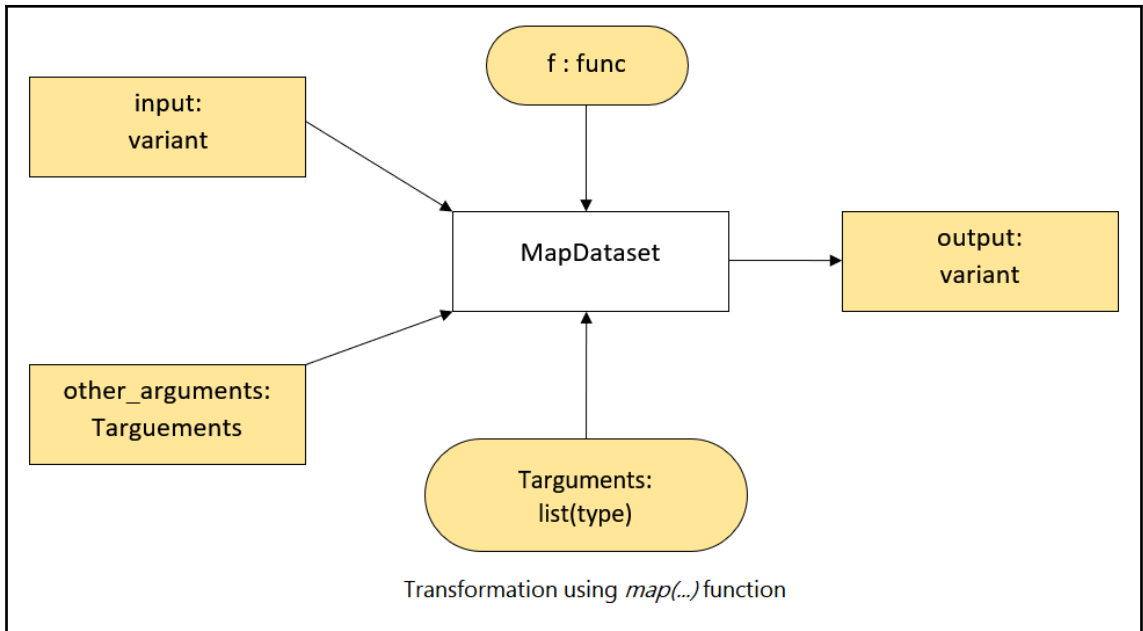 f : func
input:
variant
MapDataset
output:
variant
other_arguments:
Targuements
Targuments:
list(type)
Transformation using map(...) function